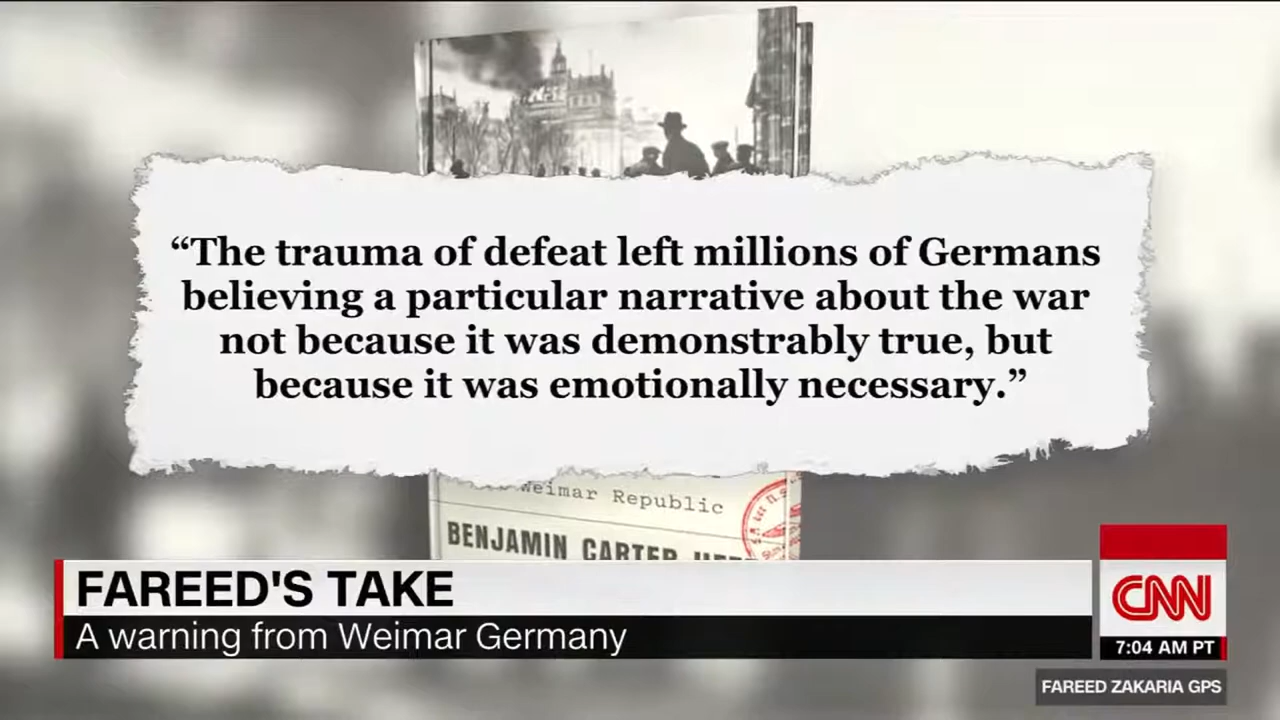 “The trauma of defeat left millions of Germans
believing a particular narrative about the war
not because it was demonstrably true, but
because it was emotionally necessary.”
Weimar Republic
BENJAMIN CARTER
FAREED'S TAKE
A warning from Weimar Germany
CNN
7:04 AM PT
FAREED ZAKARIA GPS